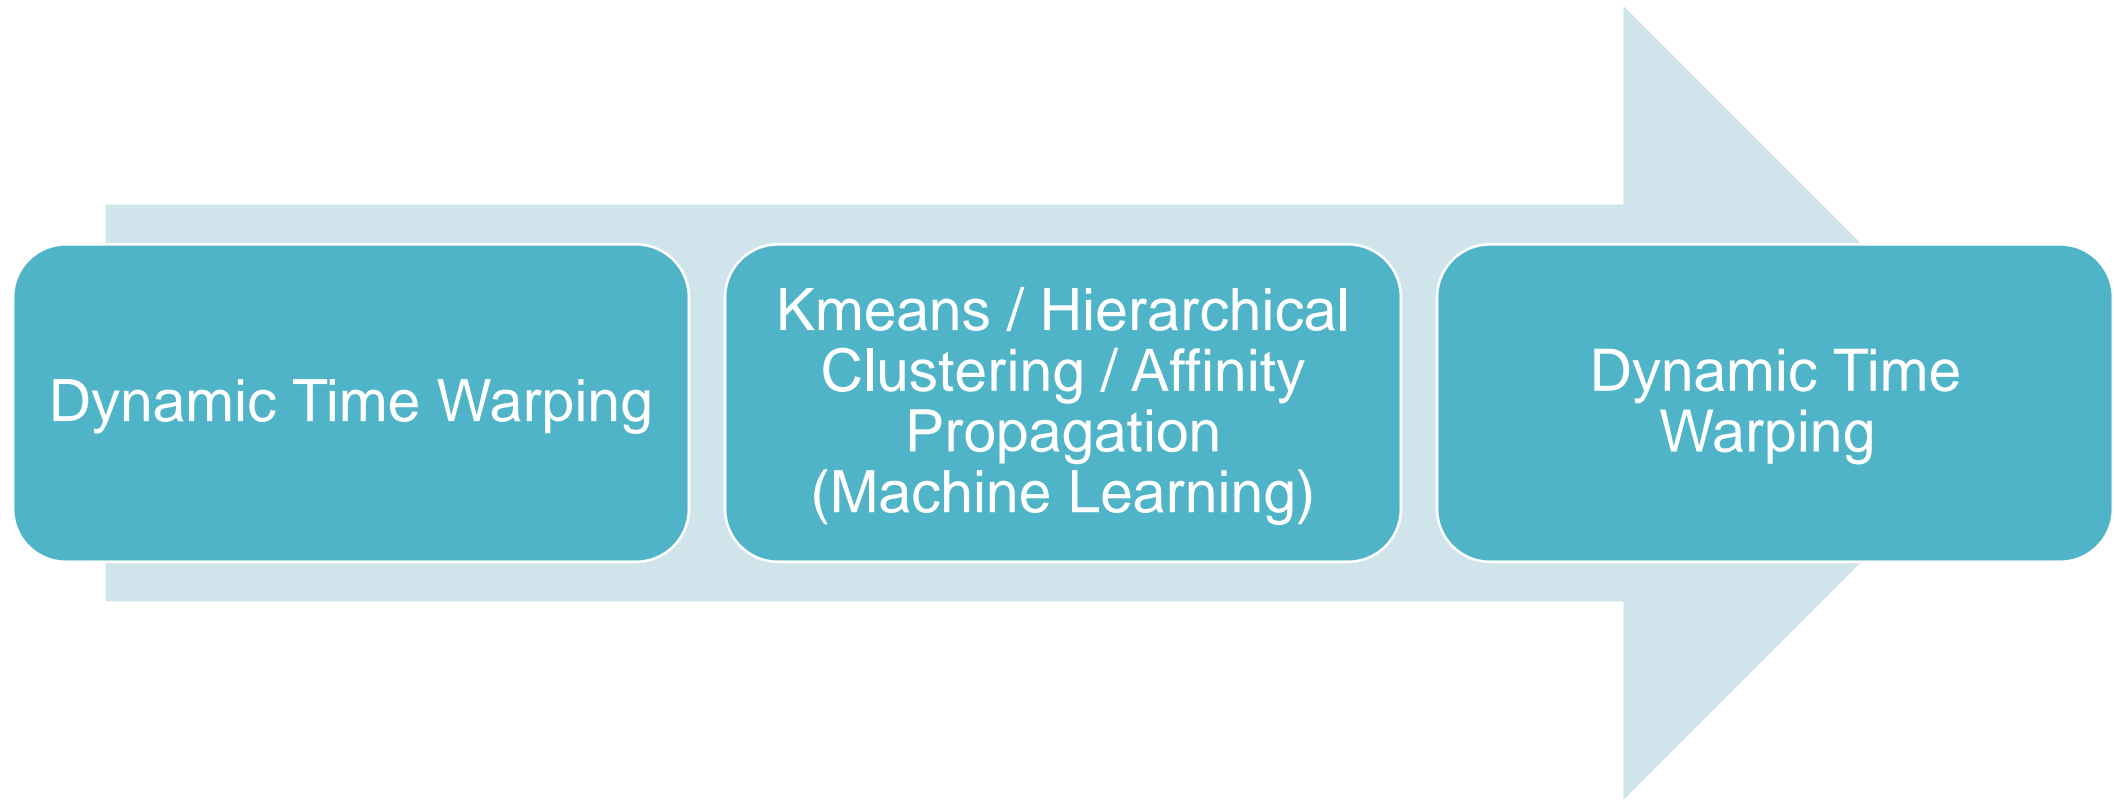 Dynamic Time Warping
Kmeans / Hierarchical
Clustering / Affinity
Propagation
(Machine Learning)
Dynamic Time
Warping